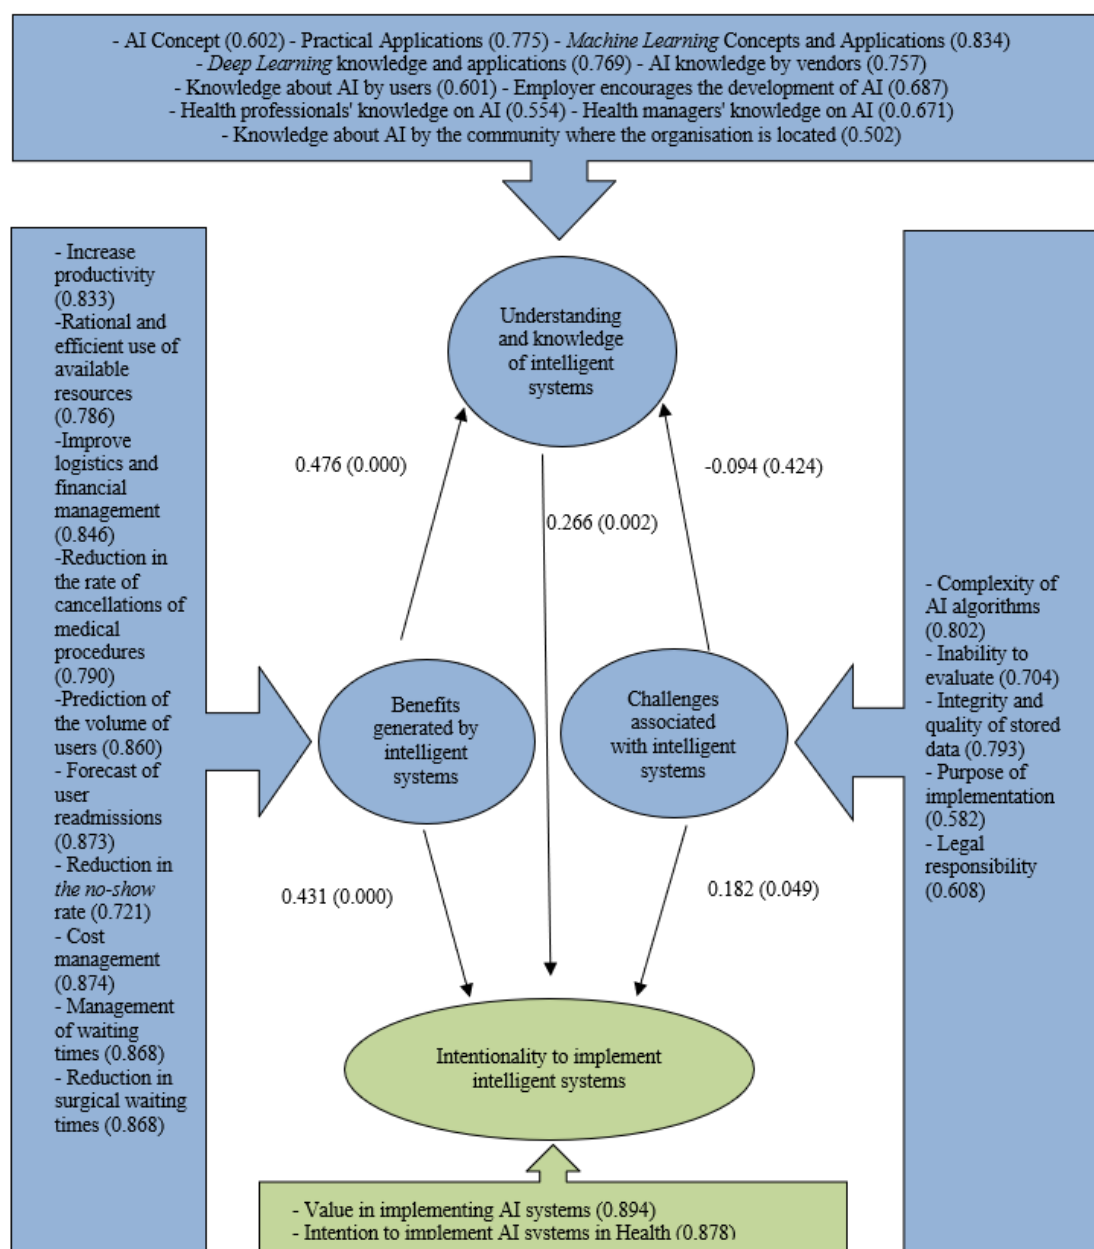 - AI Concept (0.602) - Practical Applications (0.775) - Machine Learning Concepts and Applications (0.834)
- Deep Learning knowledge and applications (0.769) - AI knowledge by vendors (0.757)
- Knowledge about AI by users (0.601) - Employer encourages the development of AI (0.687)
- Health professionals' knowledge on AI (0.554) - Health managers' knowledge on AI (0.0.671)
- Knowledge about AI by the community where the organisation is located (0.502)
- Increase
productivity
(0.833)
-Rational and
efficient use of
available
resources
(0.786)
-Improve
logistics and
financial
management
(0.846)
-Reduction in
the rate of
cancellations of
medical
procedures
(0.790)
-Prediction of
the volume of
users (0.860)
- Forecast of
user
readmissions
(0.873)
- Reduction in
the no-show
rate (0.721)
- Cost
management
(0.874)
- Management
of waiting
times (0.868)
- Reduction in
surgical waiting
times (0.868)
Understanding
and knowledge
of intelligent
systems
0.476 (0.000)
-0.094 (0.424)
0.266 (0.002)
Benefits
generated by
intelligent
systems
Challenges
associated
with intelligent
systems
0.431 (0.000)
0.182 (0.049)
- Complexity of
AI algorithms
(0.802)
- Inability to
evaluate (0.704)
- Integrity and
quality of stored
data (0.793)
- Purpose of
implementation
(0.582)
- Legal
responsibility
(0.608)
Intentionality to implement
intelligent systems
- Value in implementing AI systems (0.894)
- Intention to implement AI systems in Health (0.878)